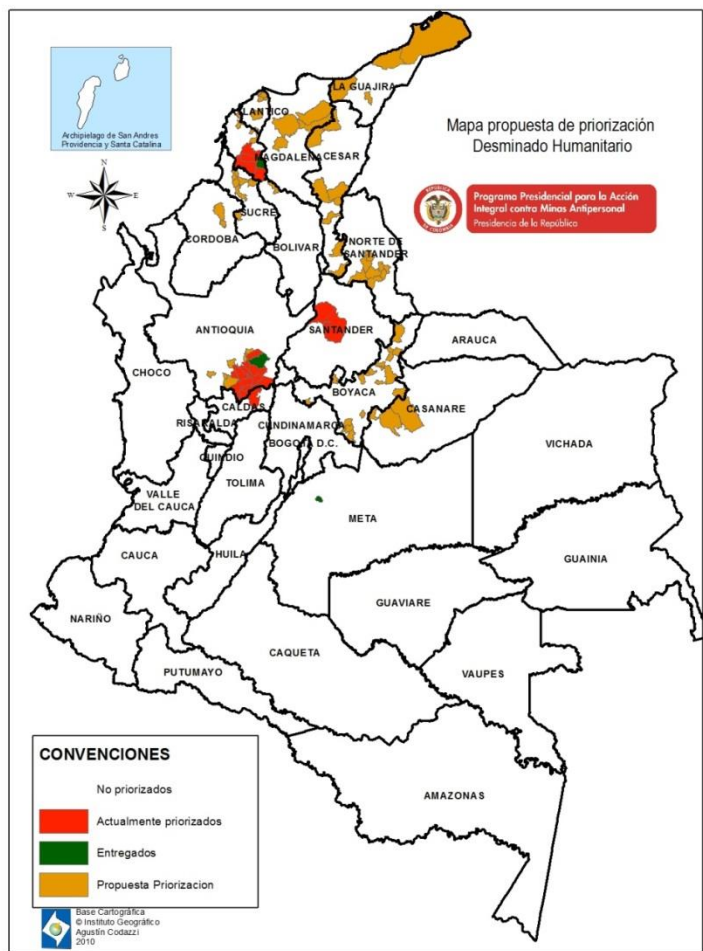 Archipielago de San Andres
Providencia y Santa Catalina
N
W
E
S
Mapa propuesta de priorización
Desminado Humanitario
Programa Presidencial para la Acción
Integral contra Minas Antipersonal
Presidencia de la República
LA GUAJIRA
ATLANTICO
MAGDALENA
CESAR
SUCRE
CORDOBA
BOLIVAR
NORTE DE
SANTANDER
ANTIOQUIA
SANTANDER
ARAUCA
CHOCO
BOYACA
CALDAS
CASANARE
RISARALDA
CUNDINAMARCA
BOGOTA D.C.
VICHADA
QUINDIO
TOLIMA
VALLE
DEL CAUCA
META
CAUCA
HUILA
GUAINIA
GUAVIARE
NARIÑO
CAQUETA
VAUPES
PUTUMAYO
AMAZONAS
CONVENCIONES
No priorizados
Actualmente priorizados
Entregados
Propuesta Priorizacion
Base Cartográfica
© Instituto Geográfico
Agustín Codazzi
2010